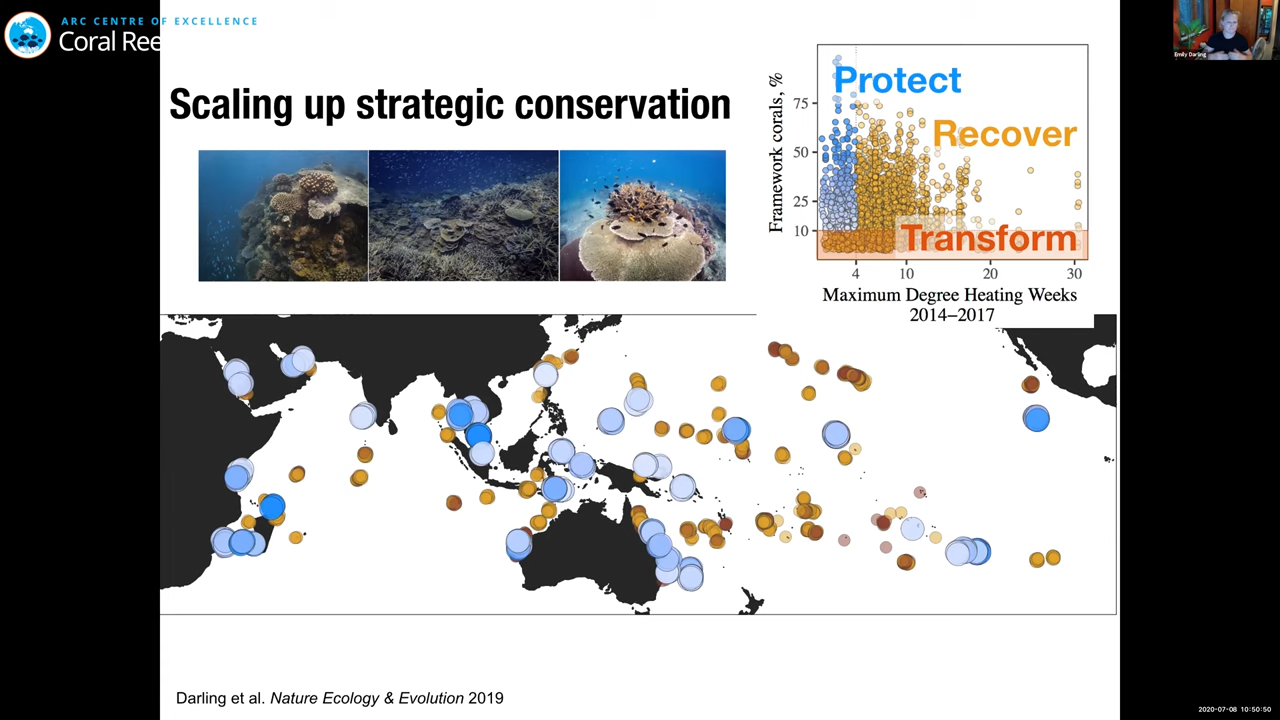 ARC CENTRE OF EXCELLENCE
Coral Ree
Emily Darling
Scaling up strategic conservation
Protect
Recover
Transform
Framework corals, %
75
50
25
10
4 10 20 30
Maximum Degree Heating Weeks
2014–2017
Darling et al. Nature Ecology & Evolution 2019
2020-07-08 10:50:50